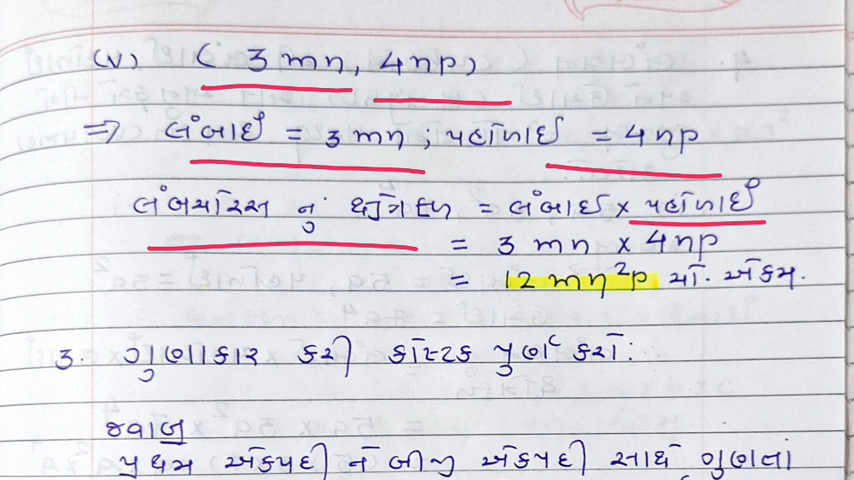 (v) ( 3mn, 4np)
⇒ લંબાઈ = 3mn ; પહોળાઈ = 4np
લંબચોરસ નું ક્ષેત્રફળ = લંબાઈ × પહોળાઈ
= 3mn × 4np
= 12mn²p ચો. એકમ.
3. ગુણાકાર કરી કોષ્ટક પુર્ણ કરો:
જવાબ
પ્રથમ એકપદી ને બીજી એકપદી સાથે ગુણતાં